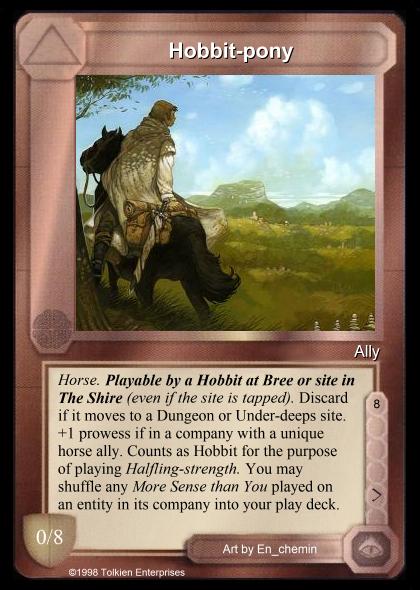 Hobbit-pony
Ally
Horse. Playable by a Hobbit at Bree or site in
The Shire (even if the site is tapped). Discard
if it moves to a Dungeon or Under-deeps site.
+1 prowess if in a company with a unique
horse ally. Counts as Hobbit for the purpose
of playing Halfling-strength. You may
shuffle any More Sense than You played on
an entity in its company into your play deck.
8
0/8
Art by En_chemin
©1998 Tolkien Enterprises